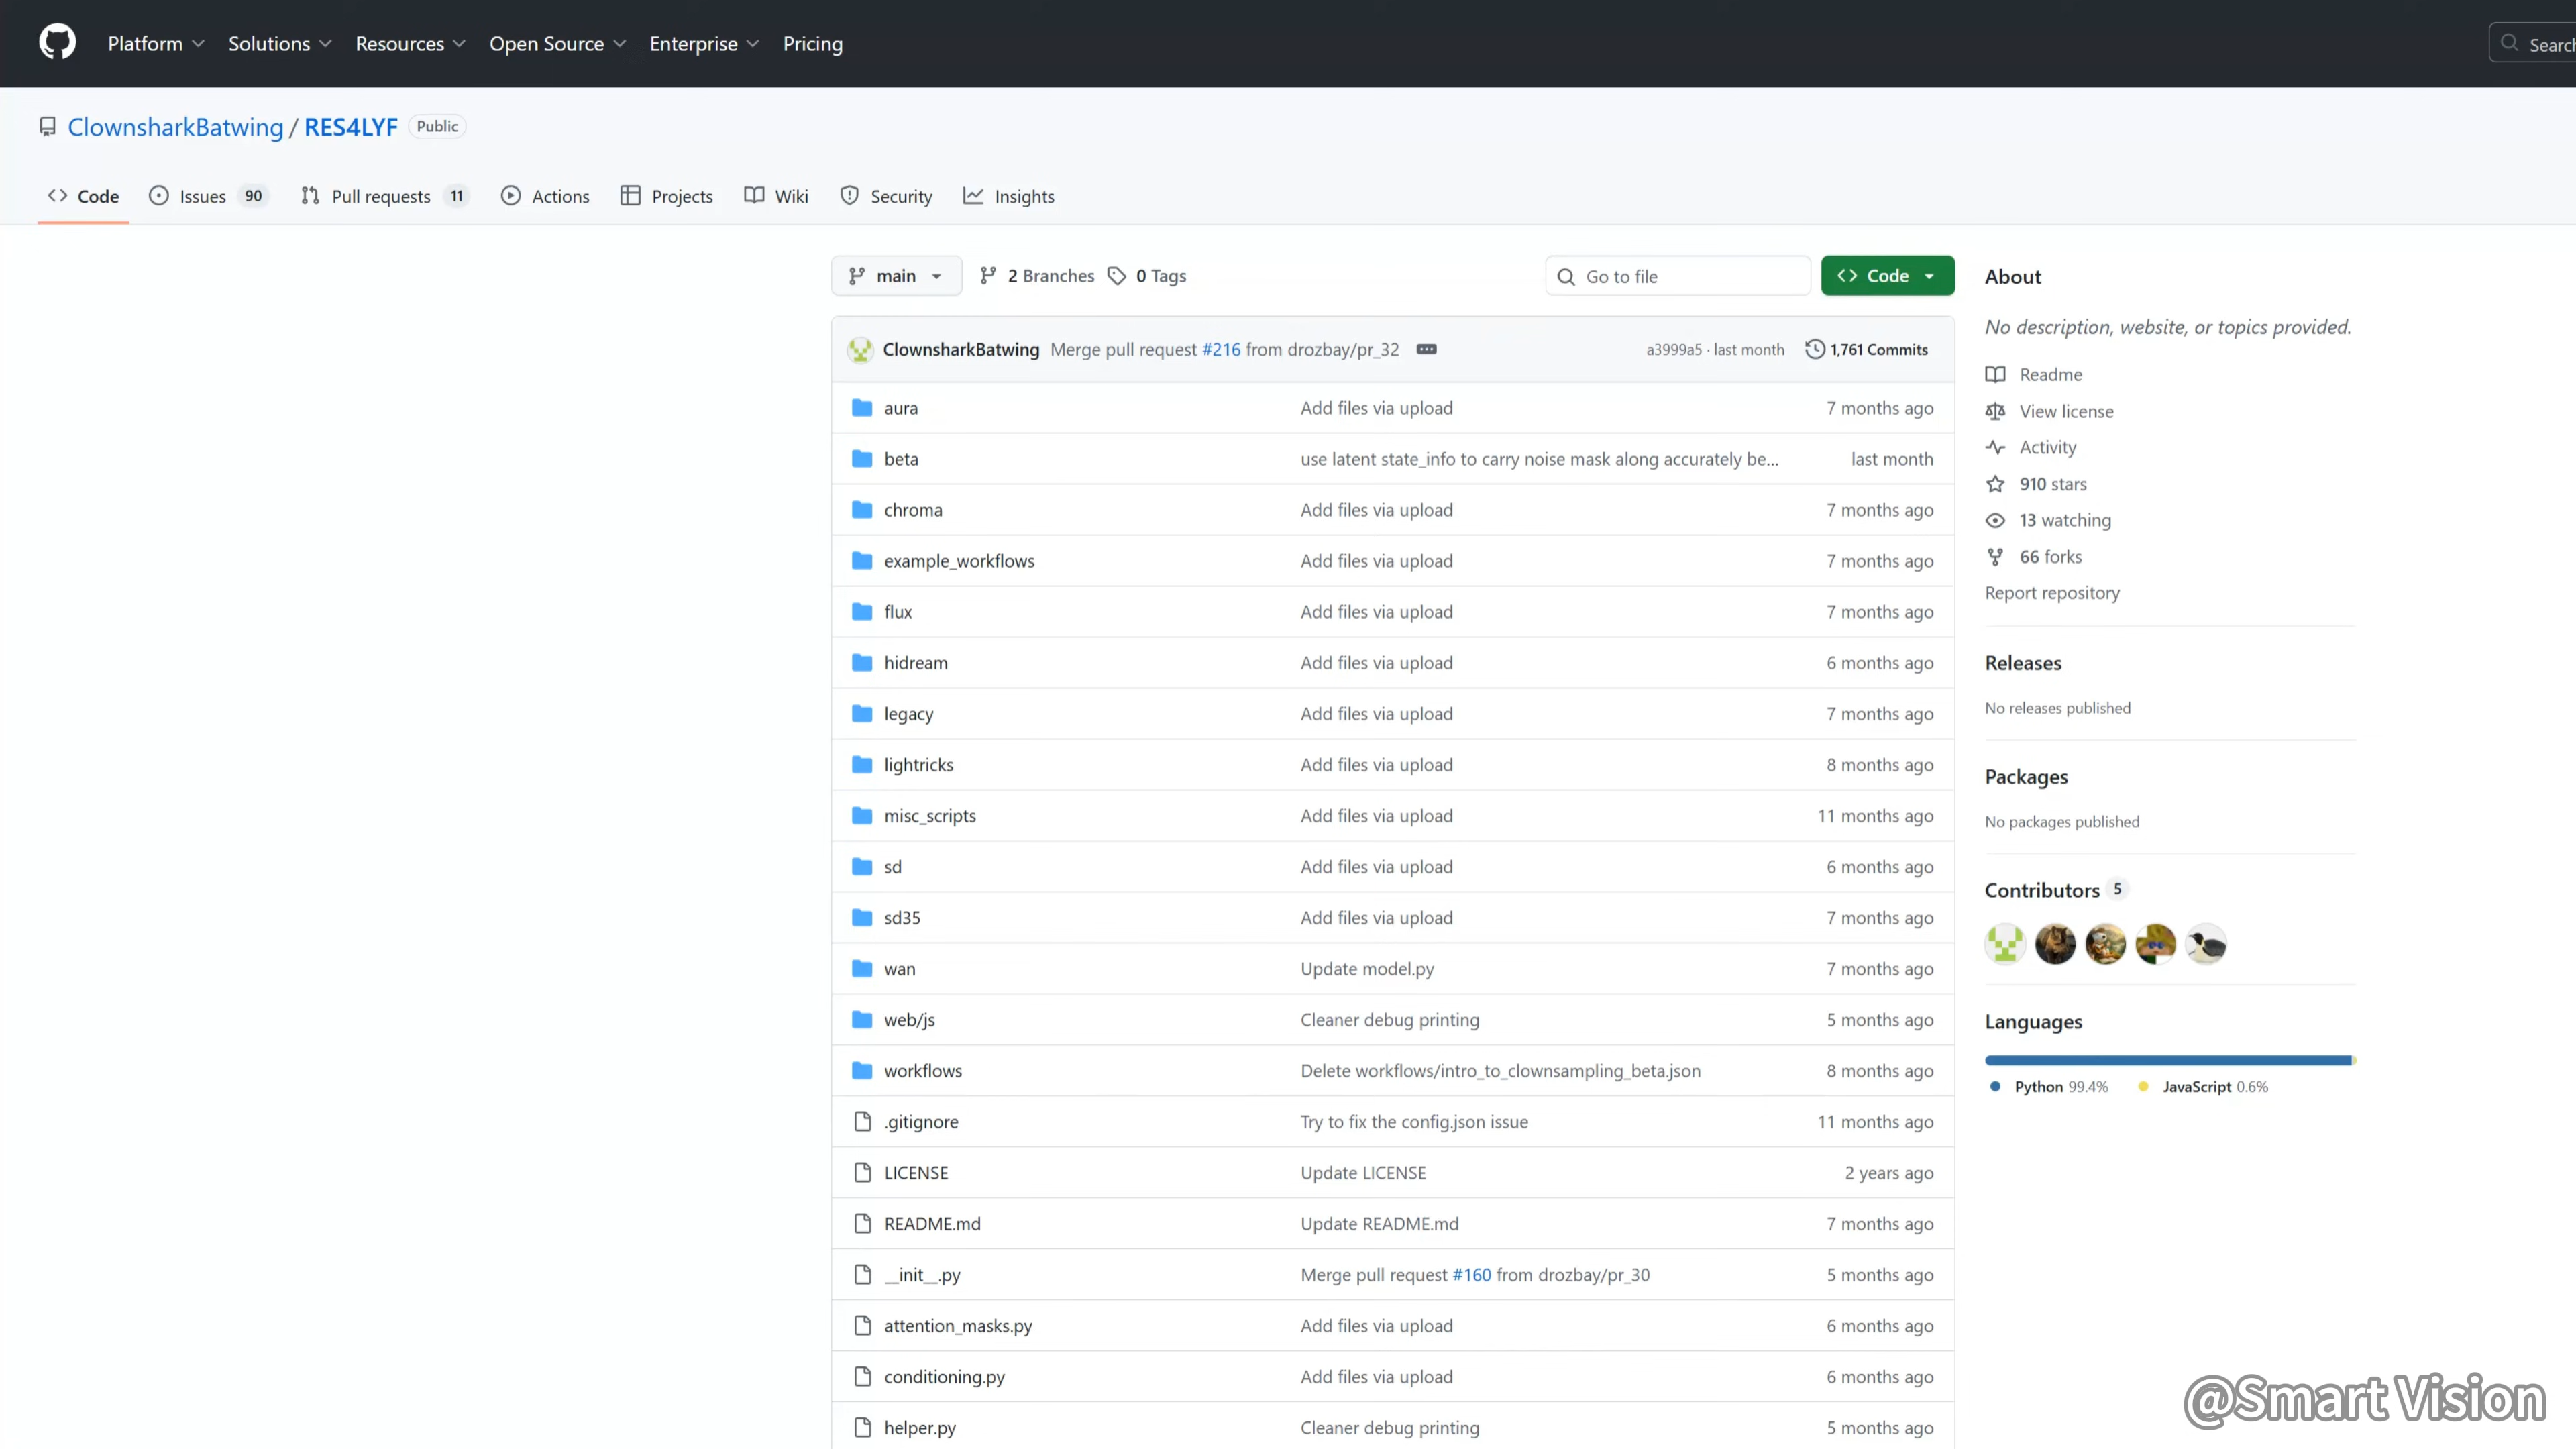 Platform Solutions Resources Open Source Enterprise Pricing
ClownsharkBatwing / RES4LYF Public
Code Issues 90 Pull requests 11 Actions Projects Wiki Security Insights
main 2 Branches 0 Tags Go to file Code
ClownsharkBatwing Merge pull request #216 from drozbay/pr_32 a3999a5 · last month 1,761 Commits
aura Add files via upload 7 months ago
beta use latent state_info to carry noise mask along accurately be... last month
chroma Add files via upload 7 months ago
example_workflows Add files via upload 7 months ago
flux Add files via upload 7 months ago
hidream Add files via upload 6 months ago
legacy Add files via upload 7 months ago
lightricks Add files via upload 8 months ago
misc_scripts Add files via upload 11 months ago
sd Add files via upload 6 months ago
sd35 Add files via upload 7 months ago
wan Update model.py 7 months ago
web/js Cleaner debug printing 5 months ago
workflows Delete workflows/intro_to_clownsampling_beta.json 8 months ago
.gitignore Try to fix the config.json issue 11 months ago
LICENSE Update LICENSE 2 years ago
README.md Update README.md 7 months ago
__init__.py Merge pull request #160 from drozbay/pr_30 5 months ago
attention_masks.py Add files via upload 6 months ago
conditioning.py Add files via upload 6 months ago
helper.py Cleaner debug printing 5 months ago
About
No description, website, or topics provided.
Readme
View license
Activity
910 stars
13 watching
66 forks
Report repository
Releases
No releases published
Packages
No packages published
Contributors 5
Languages
Python 99.4% JavaScript 0.6%
@Smart Vision